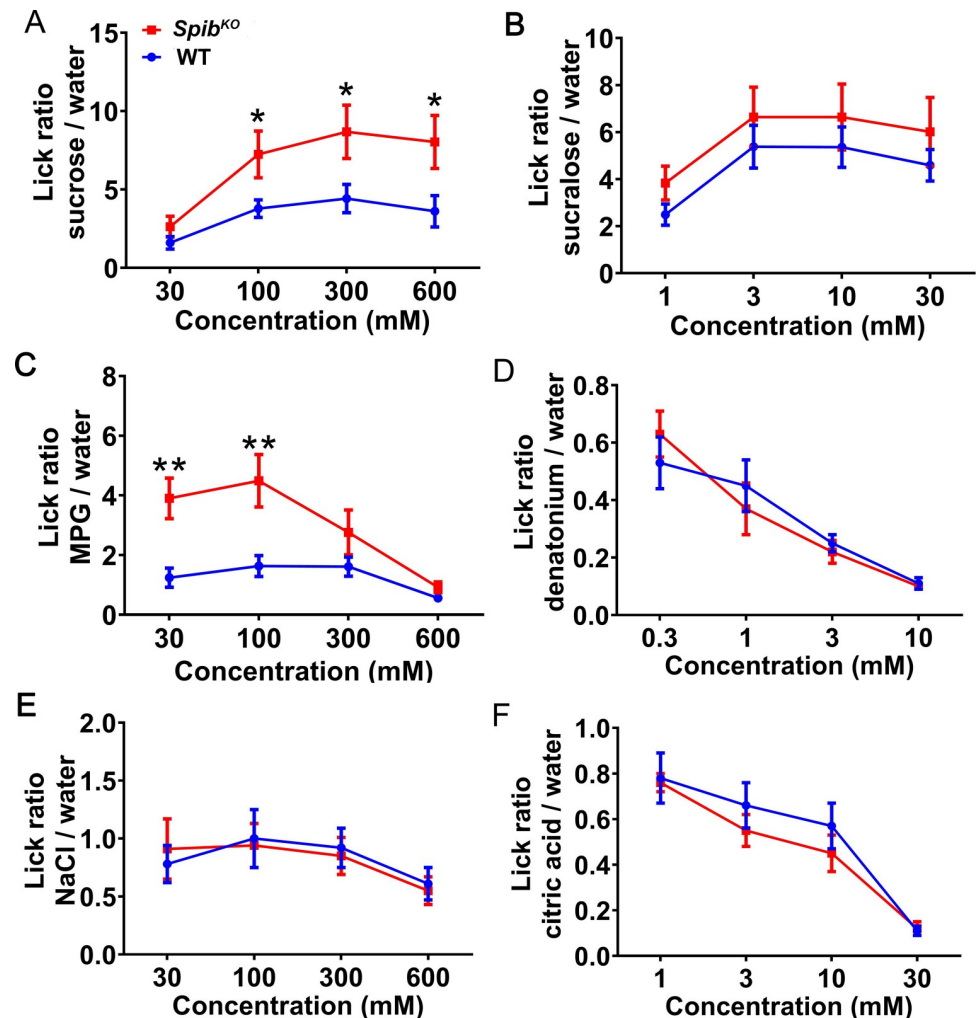 A
Spib^KO
WT
Lick ratio
sucrose / water
15
10
5
0
*
*
*
30 100 300 600
Concentration (mM)
B
Lick ratio
sucralose / water
10
8
6
4
2
0
1 3 10 30
Concentration (mM)
C
Lick ratio
MPG / water
8
6
4
2
0
**
**
30 100 300 600
Concentration (mM)
D
Lick ratio
denatonium / water
0.8
0.6
0.4
0.2
0.0
0.3 1 3 10
Concentration (mM)
E
Lick ratio
NaCl / water
2.0
1.5
1.0
0.5
0.0
30 100 300 600
Concentration (mM)
F
Lick ratio
citric acid / water
1.0
0.8
0.6
0.4
0.2
0.0
1 3 10 30
Concentration (mM)